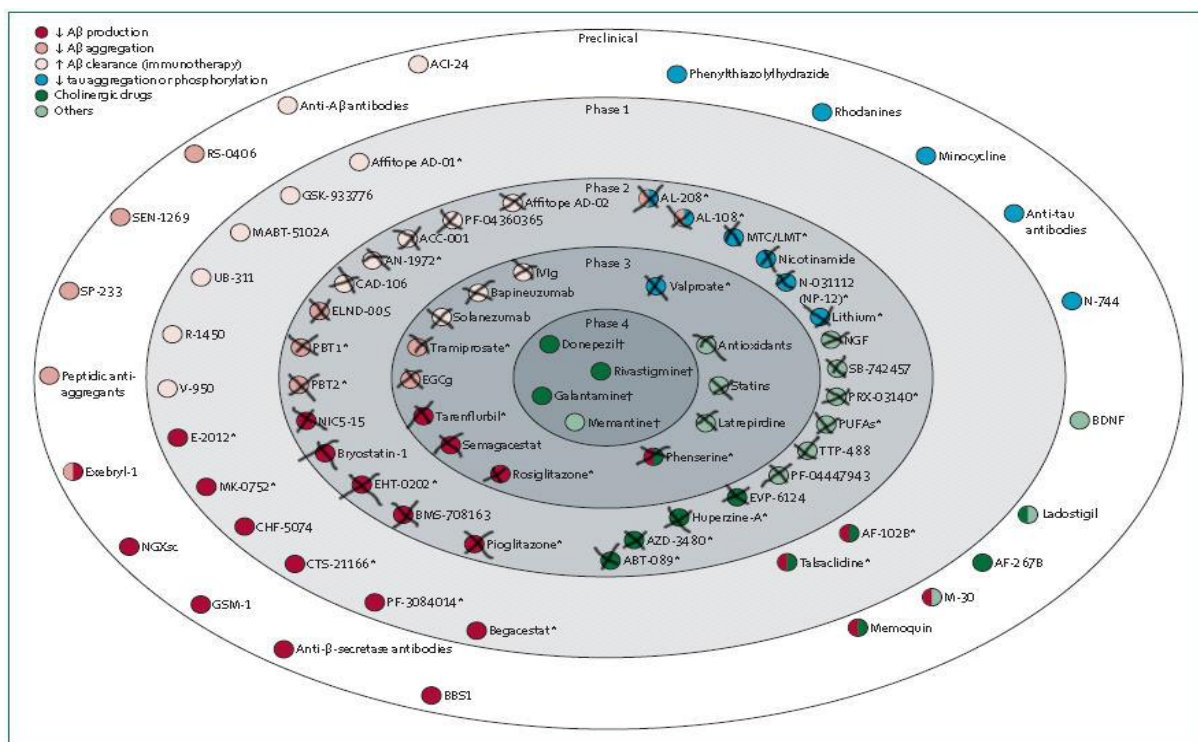 ↓ Aβ production
↓ Aβ aggregation
↑ Aβ clearance (immunotherapy)
↓ tau aggregation or phosphorylation
Cholinergic drugs
Others
Preclinical
ACI-24
Phenylthiazolylhydrazide
Anti-Aβ antibodies
Rhodanines
RS-0406
Minocycline
SEN-1269
Anti-tau
antibodies
SP-233
N-744
Peptidic anti-
aggregants
BDNF
Exebryl-1
Ladostigil
NGXsc
AF-267B
GSM-1
M-30
Memoquin
Anti-β-secretase antibodies
BBS1
Phase 1
Affitope AD-01*
GSK-933776
MABT-5102A
UB-311
R-1450
V-950
E-2012*
MK-0752*
CHF-5074
CTS-21166*
PF-3084014*
Begacestat*
AF-102B*
Talsaclidine*
Phase 2
Affitope AD-02
AL-208*
PF-04360365
AL-108*
ACC-001
MTC/LMT*
AN-1972*
Nicotinamide
CAD-106
N-031112
(NP-12)*
ELND-005
Lithium*
PBT1*
NGF
PBT2*
SB-742457
NIC5-15
PRX-03140*
Bryostatin-1
PUFAs*
EHT-0202*
TTP-488
BMS-708163
PF-04447943
Pioglitazone*
EVP-6124
Huperzine-A*
AZD-3480*
ABT-089*
Phase 3
IVIg
Valproate*
Bapineuzumab
Solanezumab
Tramiprosate*
Antioxidants
EGCg
Statins
Tarenflurbil*
Latrepirdine
Semagacestat
Phenserine*
Rosiglitazone*
Phase 4
Donepezil†
Rivastigmine†
Galantamine†
Memantine†